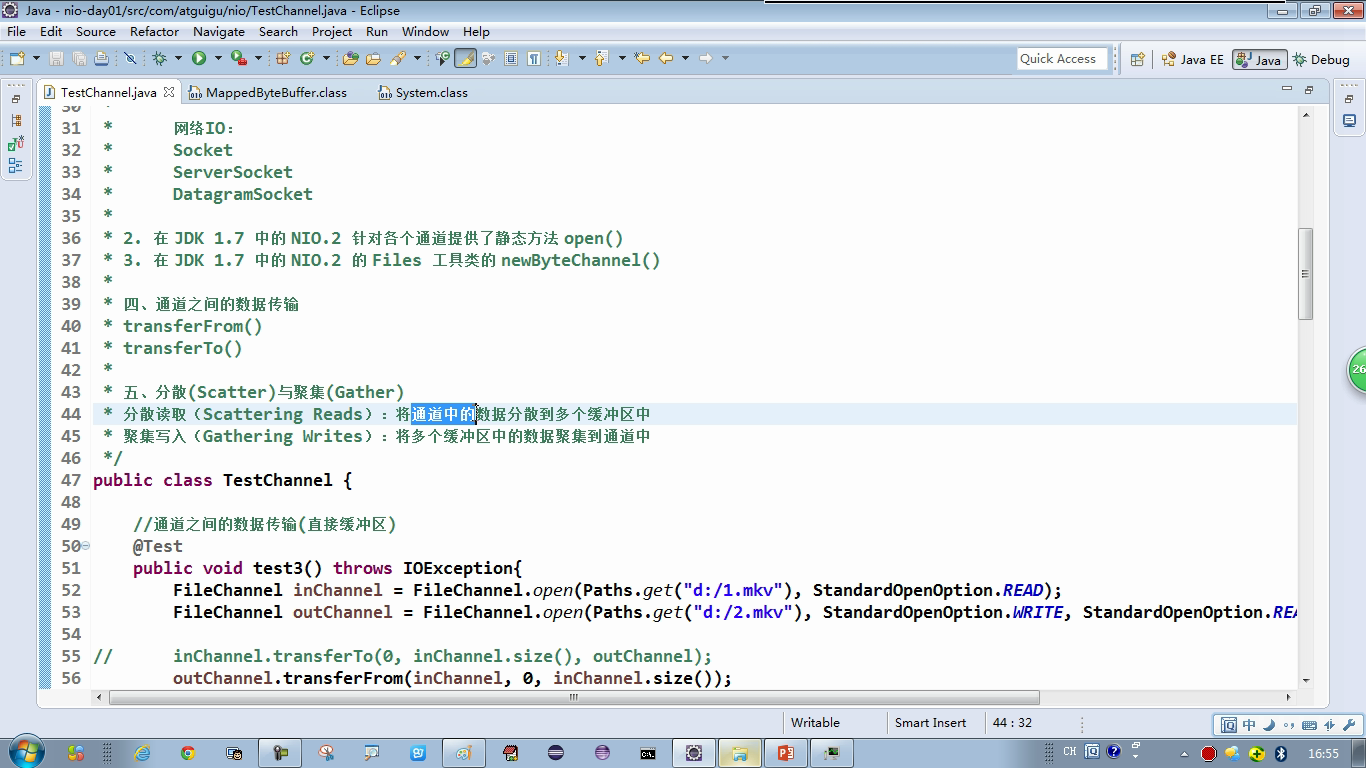 Java - nio-day01/src/com/atguigu/nio/TestChannel.java - Eclipse
File Edit Source Refactor Navigate Search Project Run Window Help
Quick Access Java EE Java Debug
TestChannel.java MappedByteBuffer.class System.class
30 *
31 * 网络IO：
32 * Socket
33 * ServerSocket
34 * DatagramSocket
35 *
36 * 2. 在 JDK 1.7 中的 NIO.2 针对各个通道提供了静态方法 open()
37 * 3. 在 JDK 1.7 中的 NIO.2 的 Files 工具类的 newByteChannel()
38 *
39 * 四、通道之间的数据传输
40 * transferFrom()
41 * transferTo()
42 *
43 * 五、分散(Scatter)与聚集(Gather)
44 * 分散读取（Scattering Reads）：将通道中的数据分散到多个缓冲区中
45 * 聚集写入（Gathering Writes）：将多个缓冲区中的数据聚集到通道中
46 */
47 public class TestChannel {
48
49 //通道之间的数据传输(直接缓冲区)
50 @Test
51 public void test3() throws IOException{
52 FileChannel inChannel = FileChannel.open(Paths.get("d:/1.mkv"), StandardOpenOption.READ);
53 FileChannel outChannel = FileChannel.open(Paths.get("d:/2.mkv"), StandardOpenOption.WRITE, StandardOpenOption.REA
54
55 // inChannel.transferTo(0, inChannel.size(), outChannel);
56 outChannel.transferFrom(inChannel, 0, inChannel.size());
26
Writable Smart Insert 44 : 32
中
CH 16:55